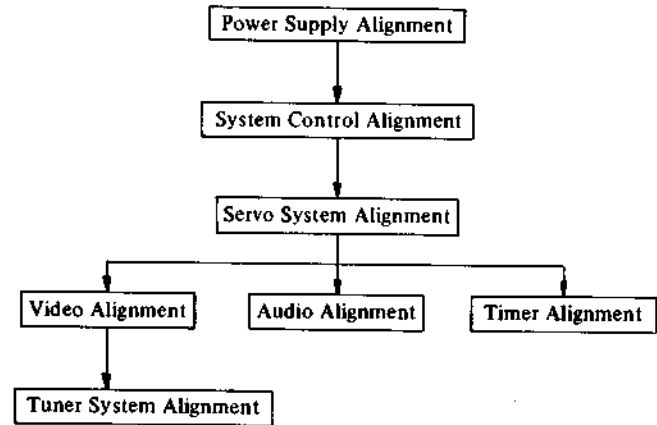 Power Supply Alignment
System Control Alignment
Servo System Alignment
Video Alignment
Audio Alignment
Timer Alignment
Tuner System Alignment